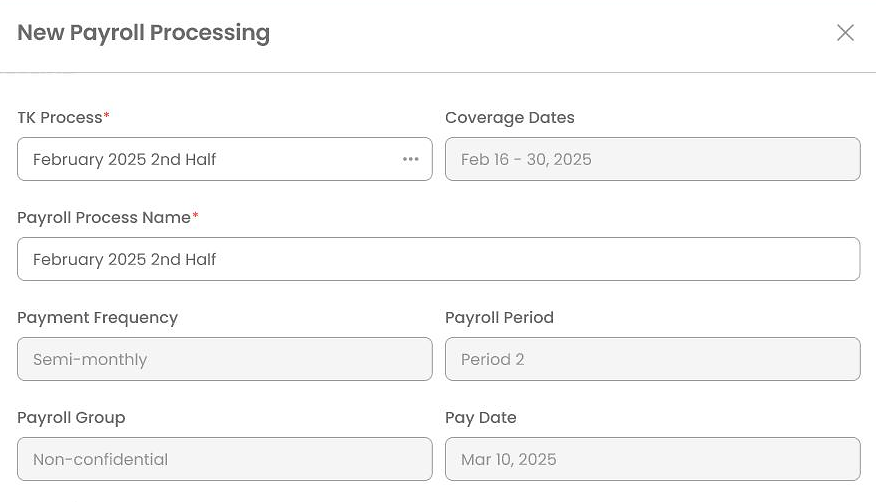 New Payroll Processing
TK Process* Coverage Dates
February 2025 2nd Half ... Feb 16 - 30, 2025
Payroll Process Name*
February 2025 2nd Half
Payment Frequency Payroll Period
Semi-monthly Period 2
Payroll Group Pay Date
Non-confidential Mar 10, 2025